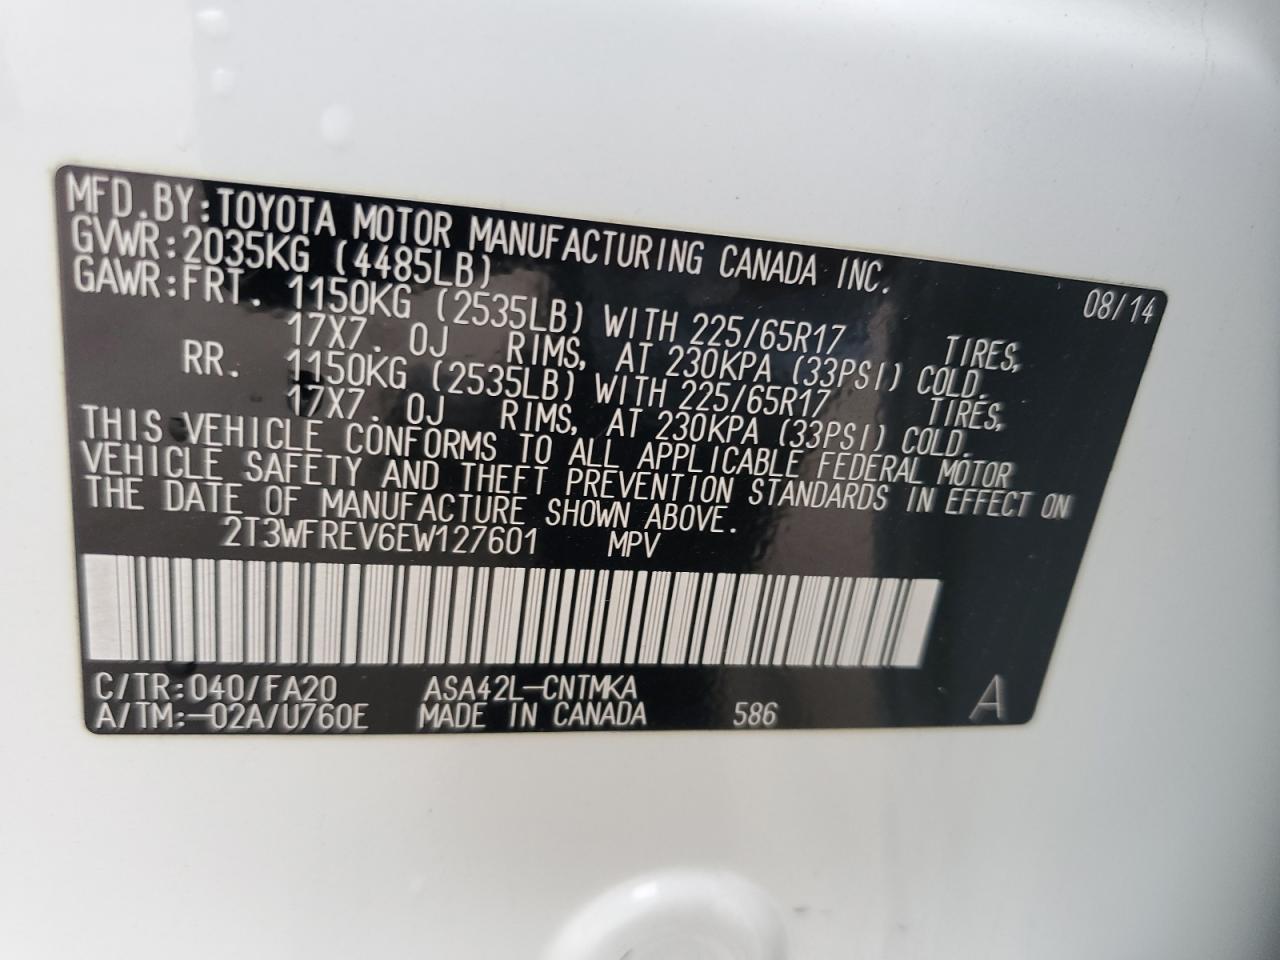 MFD.BY:TOYOTA MOTOR MANUFACTURING CANADA INC. 08/14
GVWR:2035KG (4485LB)
GAWR:FRT. 1150KG (2535LB) WITH 225/65R17 TIRES,
17X7. 0J RIMS, AT 230KPA (33PSI) COLD.
RR. 1150KG (2535LB) WITH 225/65R17 TIRES,
17X7. 0J RIMS, AT 230KPA (33PSI) COLD.
THIS VEHICLE CONFORMS TO ALL APPLICABLE FEDERAL MOTOR
VEHICLE SAFETY AND THEFT PREVENTION STANDARDS IN EFFECT ON
THE DATE OF MANUFACTURE SHOWN ABOVE.
2T3WFREV6EW127601 MPV
C/TR:040/FA20 ASA42L-CNTMKA
A/TM:-02A/U760E MADE IN CANADA 586 A